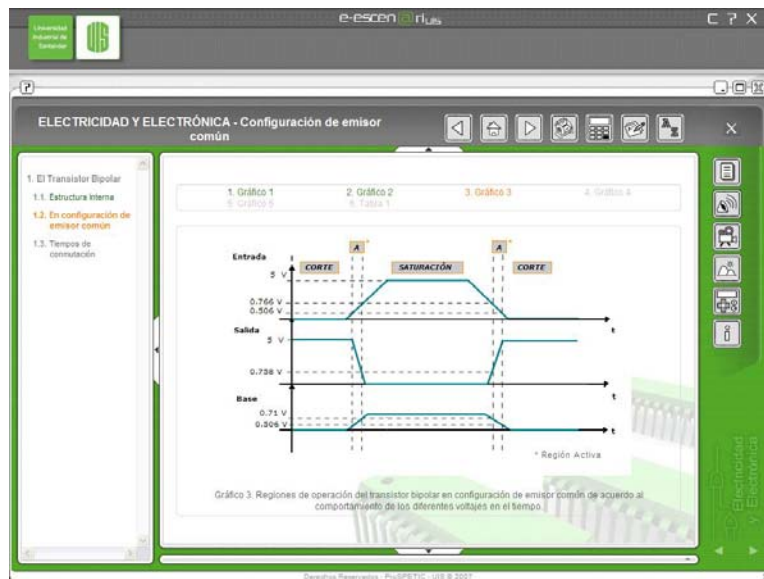 e-escen@rius
Universidad
Industrial de
Santander
UIS
ELECTRICIDAD Y ELECTRÓNICA - Configuración de emisor
común
1. El Transistor Bipolar
1.1. Estructura Interna
1.2. En configuración de
emisor común
1.3. Tiempos de
conmutación
1. Gráfico 1
2. Gráfico 2
3. Gráfico 3
4. Gráfico 4
5. Gráfico 5
6. Tabla 1
Entrada
CORTE
A *
SATURACIÓN
A *
CORTE
5 V
0.766 V
0.506 V
t
Salida
5 V
0.738 V
t
Base
0.71 V
0.506 V
t
* Región Activa
Gráfico 3. Regiones de operación del transistor bipolar en configuración de emisor común de acuerdo al
comportamiento de los diferentes voltajes en el tiempo.
Electricidad
y Electrónica
Derechos Reservados - ProSPETIC - UIS © 2007